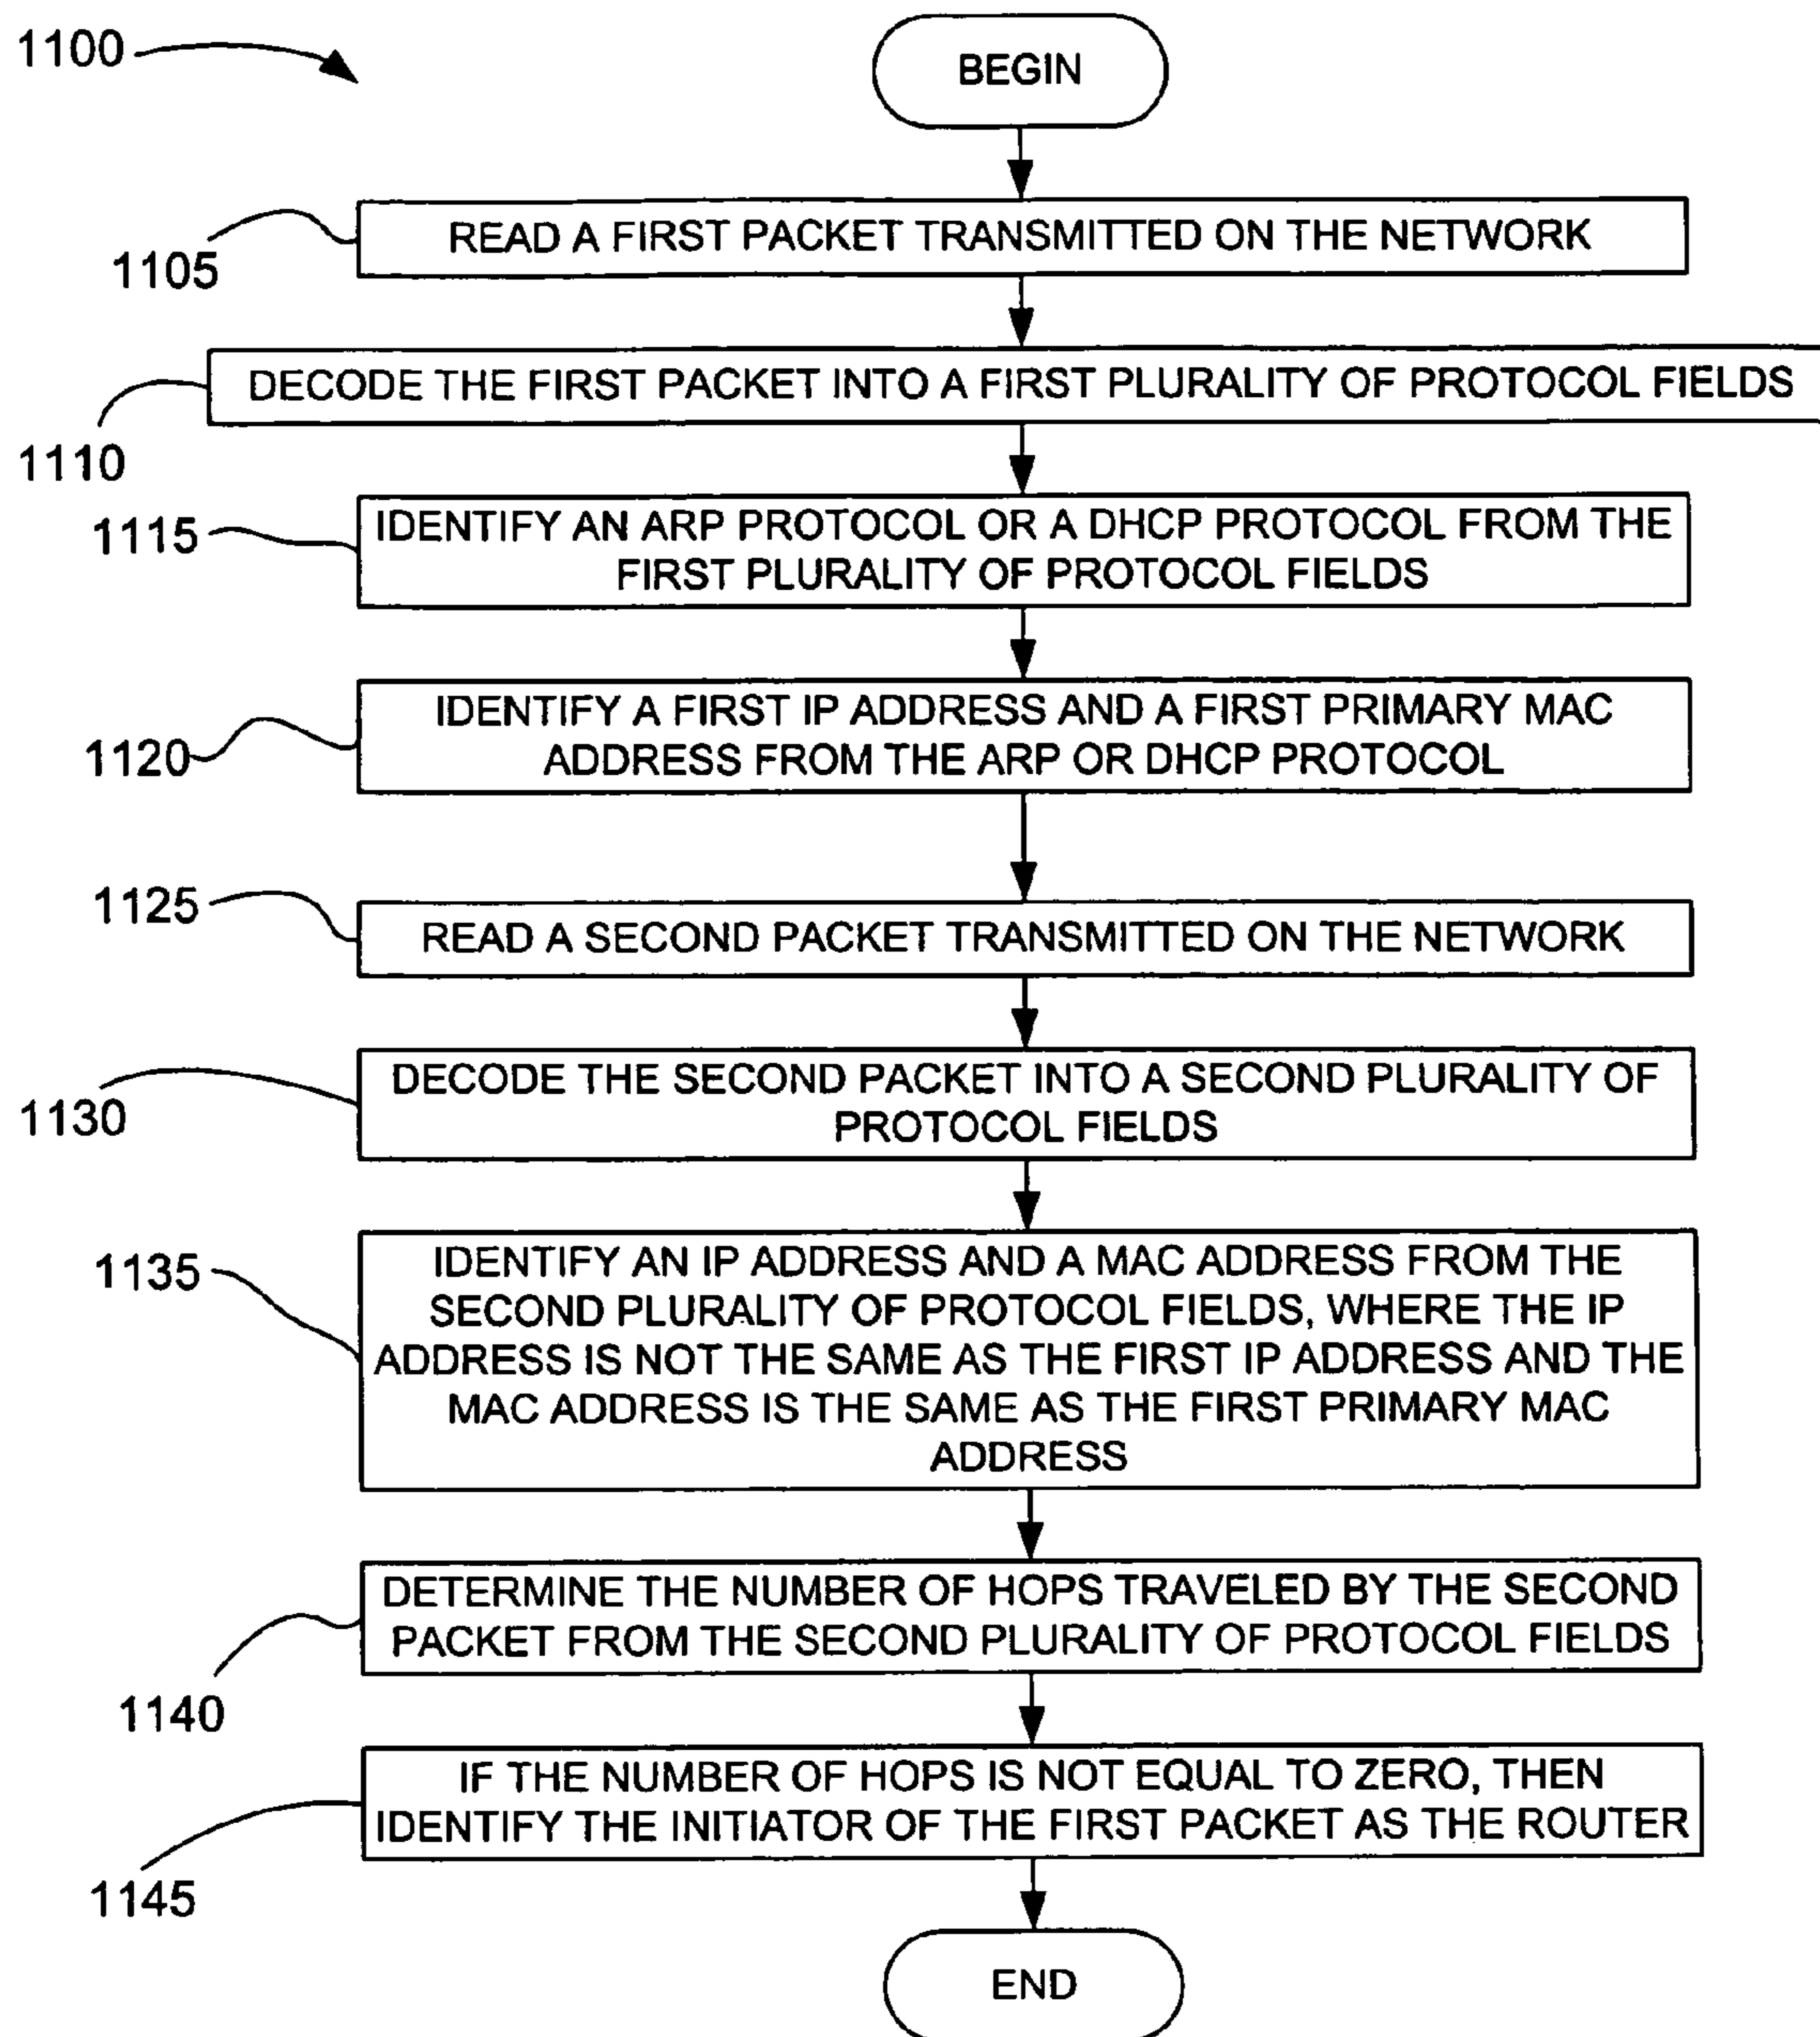 1100
BEGIN
READ A FIRST PACKET TRANSMITTED ON THE NETWORK
1105
DECODE THE FIRST PACKET INTO A FIRST PLURALITY OF PROTOCOL FIELDS
1110
1115
IDENTIFY AN ARP PROTOCOL OR A DHCP PROTOCOL FROM THE
FIRST PLURALITY OF PROTOCOL FIELDS
1120
IDENTIFY A FIRST IP ADDRESS AND A FIRST PRIMARY MAC
ADDRESS FROM THE ARP OR DHCP PROTOCOL
1125
READ A SECOND PACKET TRANSMITTED ON THE NETWORK
DECODE THE SECOND PACKET INTO A SECOND PLURALITY OF
PROTOCOL FIELDS
1130
1135
IDENTIFY AN IP ADDRESS AND A MAC ADDRESS FROM THE
SECOND PLURALITY OF PROTOCOL FIELDS, WHERE THE IP
ADDRESS IS NOT THE SAME AS THE FIRST IP ADDRESS AND THE
MAC ADDRESS IS THE SAME AS THE FIRST PRIMARY MAC
ADDRESS
DETERMINE THE NUMBER OF HOPS TRAVELED BY THE SECOND
PACKET FROM THE SECOND PLURALITY OF PROTOCOL FIELDS
1140
IF THE NUMBER OF HOPS IS NOT EQUAL TO ZERO, THEN
IDENTIFY THE INITIATOR OF THE FIRST PACKET AS THE ROUTER
1145
END